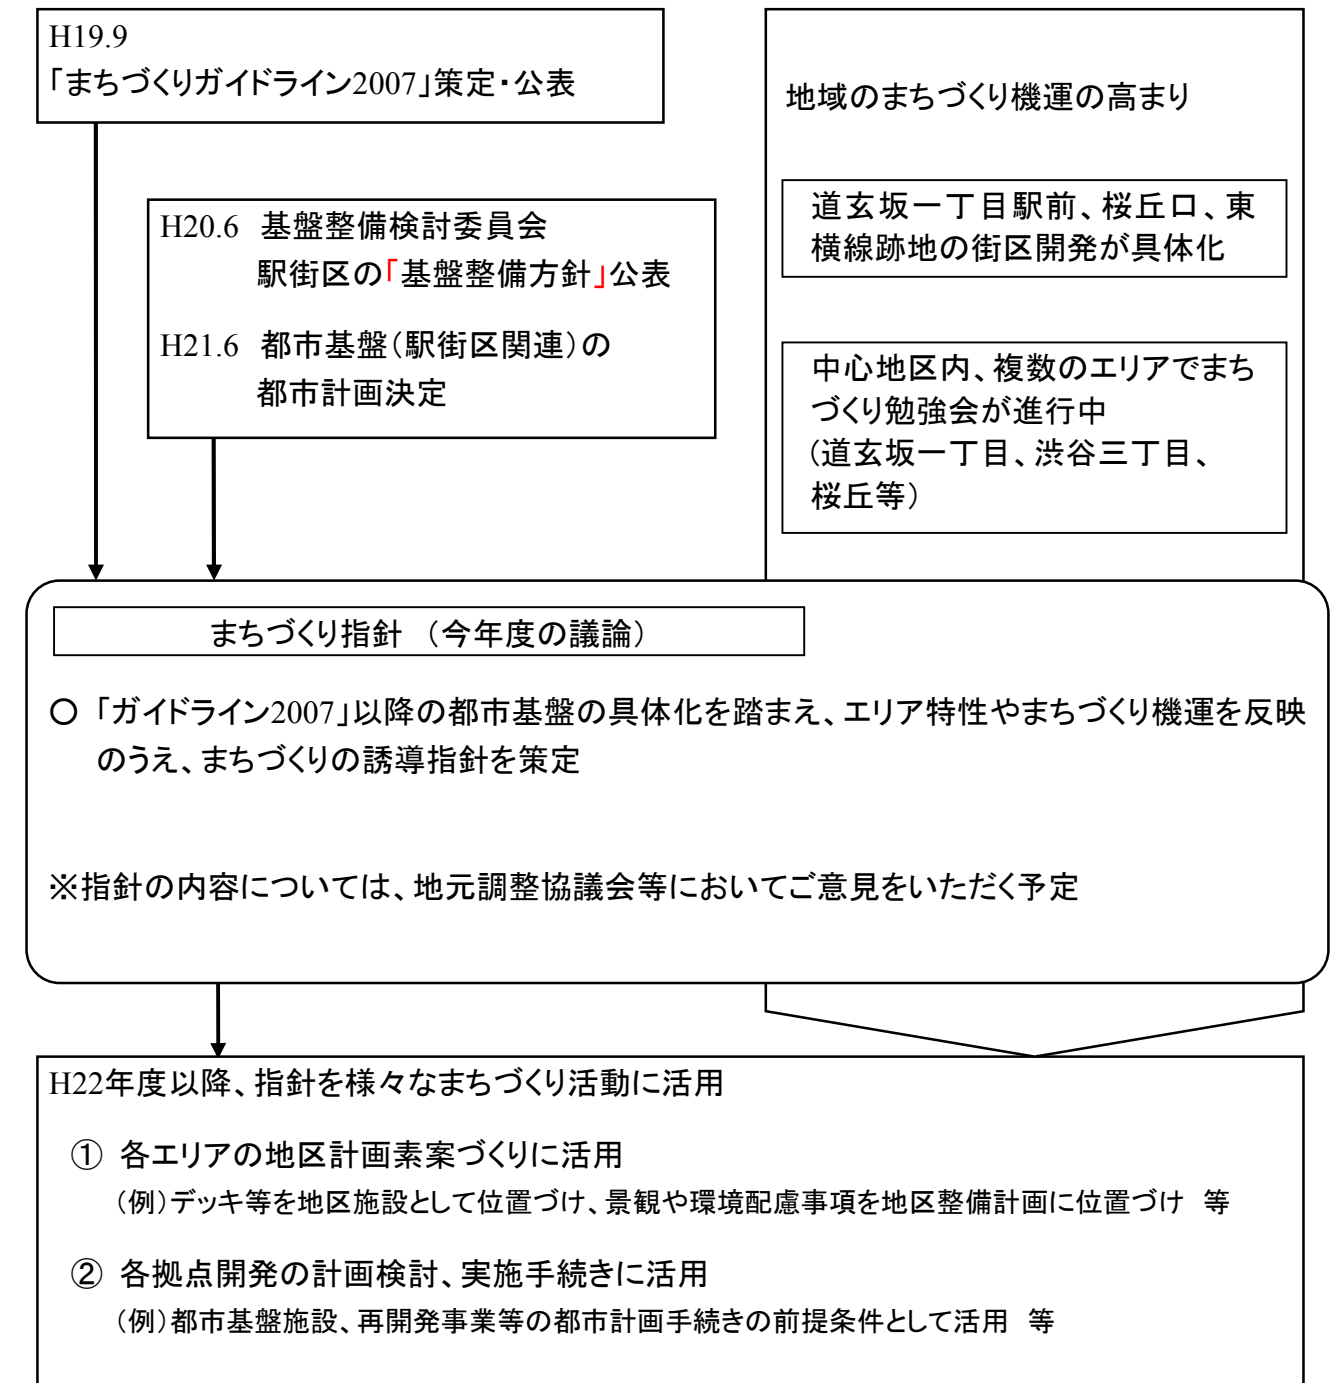 H19.9
「まちづくりガイドライン2007」策定・公表
地域のまちづくり機運の高まり
道玄坂一丁目駅前、桜丘口、東
横線跡地の街区開発が具体化
H20.6 基盤整備検討委員会
駅街区の「基盤整備方針」公表
H21.6 都市基盤（駅街区関連）の
都市計画決定
中心地区内、複数のエリアでまち
づくり勉強会が進行中
（道玄坂一丁目、渋谷三丁目、
桜丘等）
まちづくり指針 （今年度の議論）
○ 「ガイドライン2007」以降の都市基盤の具体化を踏まえ、エリア特性やまちづくり機運を反映
のうえ、まちづくりの誘導指針を策定
※指針の内容については、地元調整協議会等においてご意見をいただく予定
H22年度以降、指針を様々なまちづくり活動に活用
① 各エリアの地区計画素案づくりに活用
（例）デッキ等を地区施設として位置づけ、景観や環境配慮事項を地区整備計画に位置づけ 等
② 各拠点開発の計画検討、実施手続きに活用
（例）都市基盤施設、再開発事業等の都市計画手続きの前提条件として活用 等